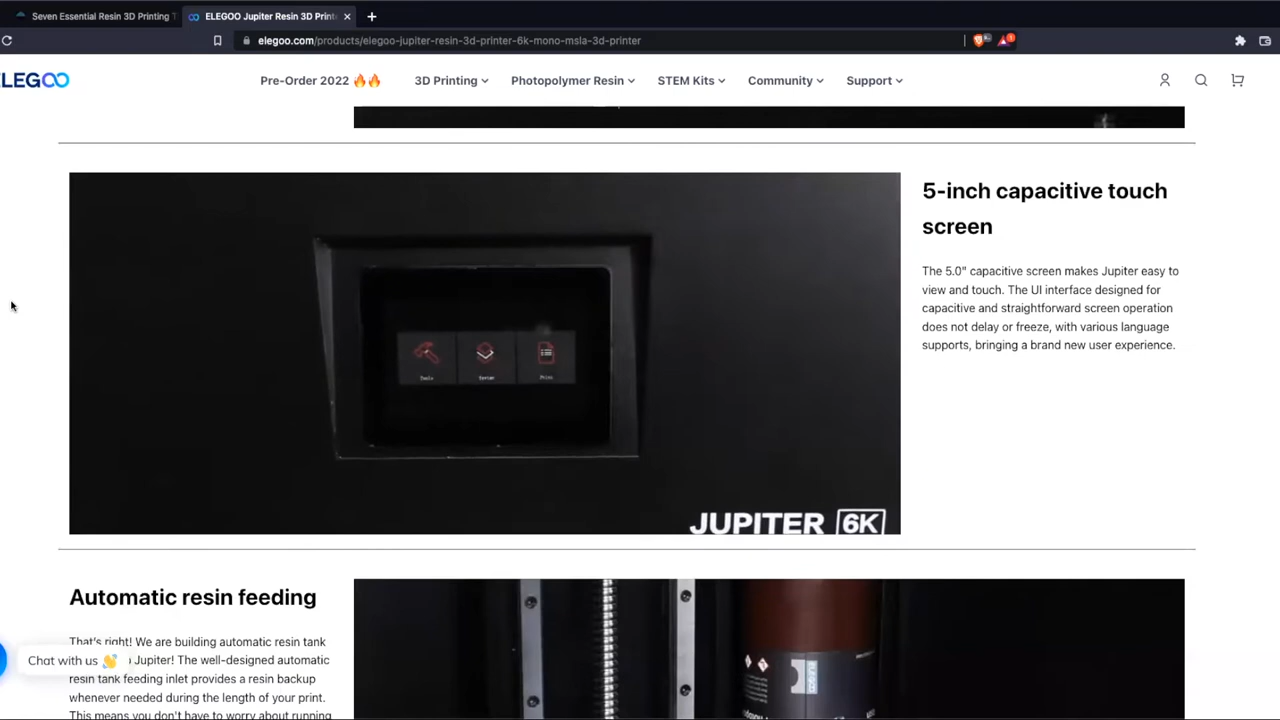 Seven Essential Resin 3D Printing T
ELEGOO Jupiter Resin 3D Print
elegoo.com/products/elegoo-jupiter-resin-3d-printer-6k-mono-msla-3d-printer
1
LEGOO
Pre-Order 2022 🔥🔥
3D Printing
Photopolymer Resin
STEM Kits
Community
Support
5-inch capacitive touch
screen
The 5.0" capacitive screen makes Jupiter easy to
view and touch. The UI interface designed for
capacitive and straightforward screen operation
does not delay or freeze, with various language
supports, bringing a brand new user experience.
Tools
System
Print
JUPITER 6K
Automatic resin feeding
That's right! We are building automatic resin tank
Jupiter! The well-designed automatic
resin tank feeding inlet provides a resin backup
whenever needed during the length of your print.
This means you don't have to worry about running
Chat with us 👋
ELEGOO